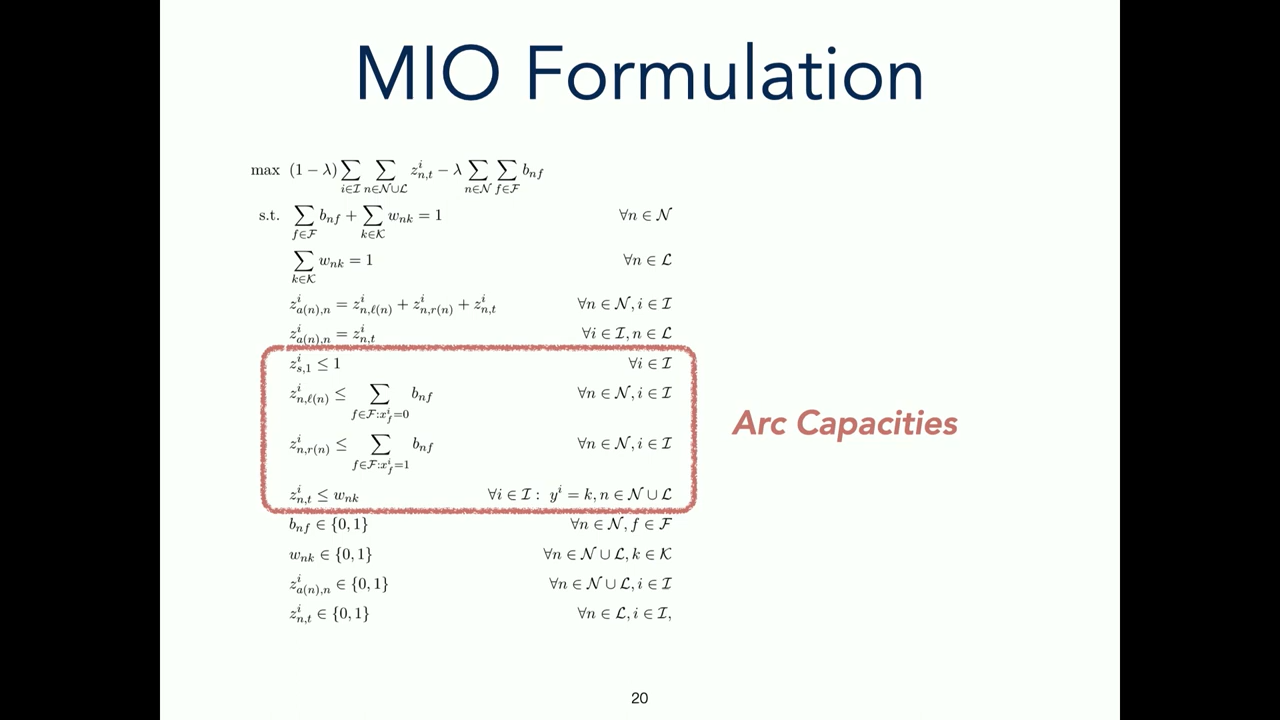 MIO Formulation
max (1 − λ) ∑_{i∈ℐ} ∑_{n∈𝒩∪ℒ} z^i_{n,t} − λ ∑_{n∈𝒩} ∑_{f∈ℱ} b_{nf}
s.t. ∑_{f∈ℱ} b_{nf} + ∑_{k∈𝒦} w_{nk} = 1 ∀n ∈ 𝒩
∑_{k∈𝒦} w_{nk} = 1 ∀n ∈ ℒ
z^i_{a(n),n} = z^i_{n,ℓ(n)} + z^i_{n,r(n)} + z^i_{n,t} ∀n ∈ 𝒩, i ∈ ℐ
z^i_{a(n),n} = z^i_{n,t} ∀i ∈ ℐ, n ∈ ℒ
z^i_{s,1} ≤ 1 ∀i ∈ ℐ
z^i_{n,ℓ(n)} ≤ ∑_{f∈ℱ:x^i_f=0} b_{nf} ∀n ∈ 𝒩, i ∈ ℐ
Arc Capacities
z^i_{n,r(n)} ≤ ∑_{f∈ℱ:x^i_f=1} b_{nf} ∀n ∈ 𝒩, i ∈ ℐ
z^i_{n,t} ≤ w_{nk} ∀i ∈ ℐ : y^i = k, n ∈ 𝒩 ∪ ℒ
b_{nf} ∈ {0,1} ∀n ∈ 𝒩, f ∈ ℱ
w_{nk} ∈ {0,1} ∀n ∈ 𝒩 ∪ ℒ, k ∈ 𝒦
z^i_{a(n),n} ∈ {0,1} ∀n ∈ 𝒩 ∪ ℒ, i ∈ ℐ
z^i_{n,t} ∈ {0,1} ∀n ∈ ℒ, i ∈ ℐ,
20